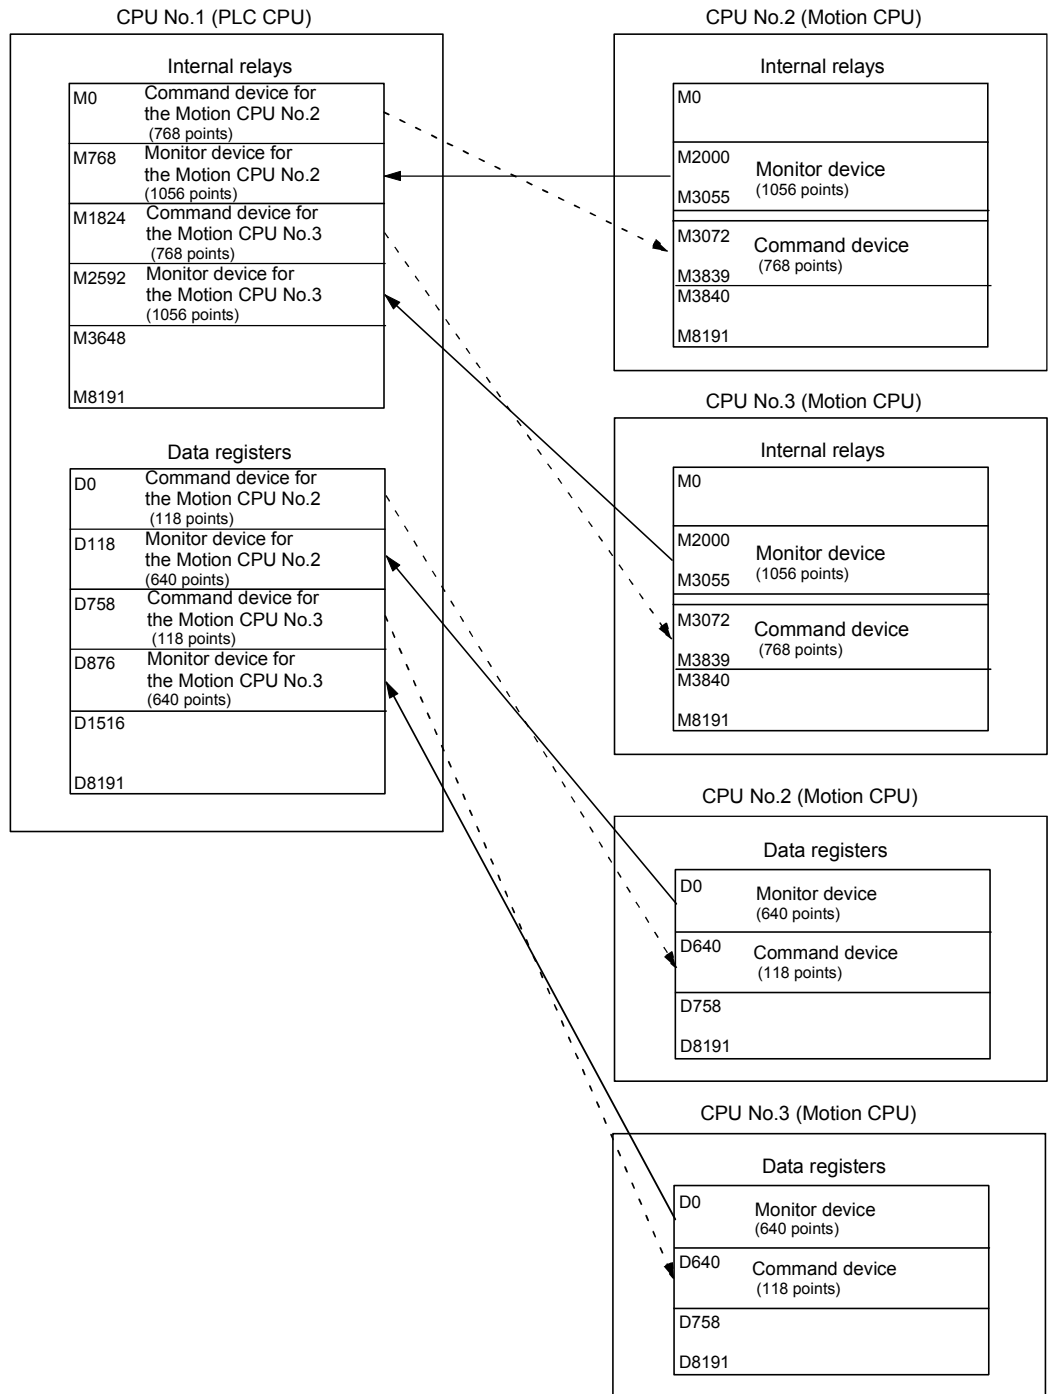 CPU No.1 (PLC CPU)
Internal relays
M0
Command device for
the Motion CPU No.2
(768 points)
M768
Monitor device for
the Motion CPU No.2
(1056 points)
M1824
Command device for
the Motion CPU No.3
(768 points)
M2592
Monitor device for
the Motion CPU No.3
(1056 points)
M3648
M8191
Data registers
D0
Command device for
the Motion CPU No.2
(118 points)
D118
Monitor device for
the Motion CPU No.2
(640 points)
D758
Command device for
the Motion CPU No.3
(118 points)
D876
Monitor device for
the Motion CPU No.3
(640 points)
D1516
D8191
CPU No.2 (Motion CPU)
Internal relays
M0
M2000
Monitor device
(1056 points)
M3055
M3072
Command device
(768 points)
M3839
M3840
M8191
CPU No.3 (Motion CPU)
Internal relays
M0
M2000
Monitor device
(1056 points)
M3055
M3072
Command device
(768 points)
M3839
M3840
M8191
CPU No.2 (Motion CPU)
Data registers
D0
Monitor device
(640 points)
D640
Command device
(118 points)
D758
D8191
CPU No.3 (Motion CPU)
Data registers
D0
Monitor device
(640 points)
D640
Command device
(118 points)
D758
D8191